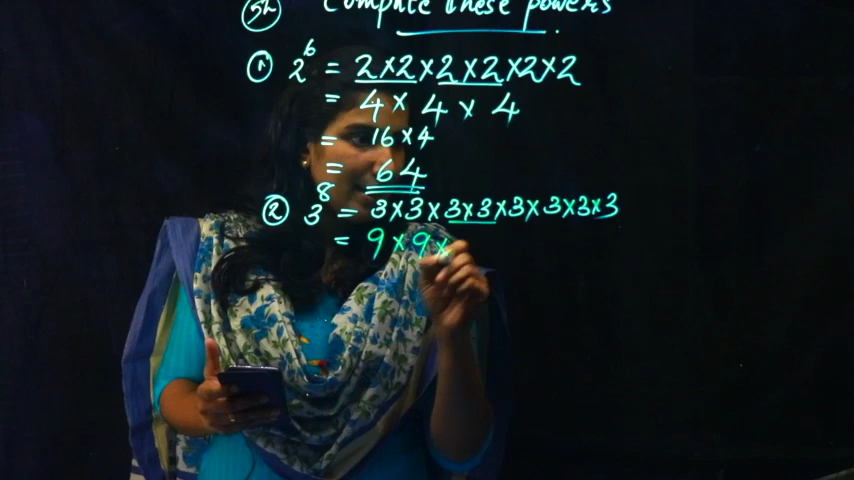 5h Compute these powers
① 2⁶ = 2×2×2×2×2×2
= 4 × 4 × 4
= 16 × 4
= 64
② 3⁸ = 3×3×3×3×3×3×3×3
= 9 × 9 ×